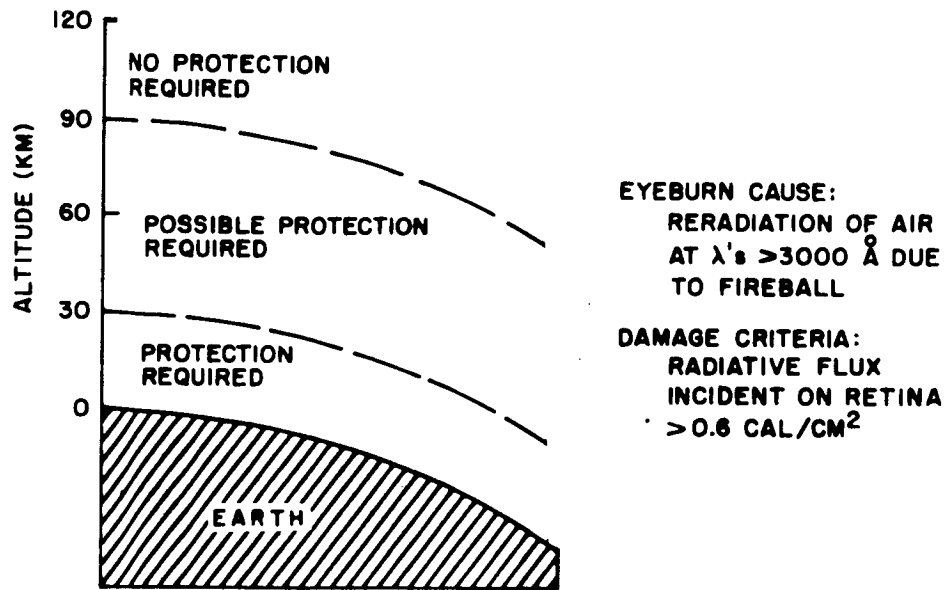 120
NO PROTECTION
REQUIRED
90
ALTITUDE (KM)
60
POSSIBLE PROTECTION
REQUIRED
30
PROTECTION
REQUIRED
0
EARTH
EYEBURN CAUSE:
RERADIATION OF AIR
AT λ's >3000 Å DUE
TO FIREBALL
DAMAGE CRITERIA:
RADIATIVE FLUX
INCIDENT ON RETINA
>0.6 CAL/CM²